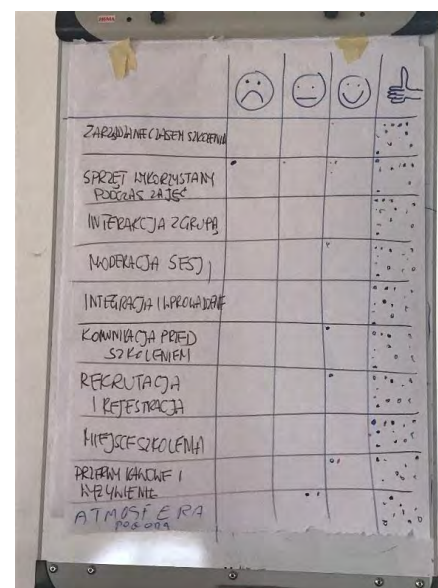 ZARZĄDZANIE CZASEM SZKOLENIA
SPRZĘT WYKORZYSTANY
PODCZAS ZAJĘĆ
INTERAKCJA Z GRUPĄ
MODERACJA SESJI
INTEGRACJA I WPROWADZENIE
KOMUNIKACJA PRZED
SZKOLENIEM
REKRUTACJA
I REJESTRACJA
MIEJSCE SZKOLENIA
PRZERWY KAWOWE I
WYŻYWIENIE
ATMOSFERA
POGODA